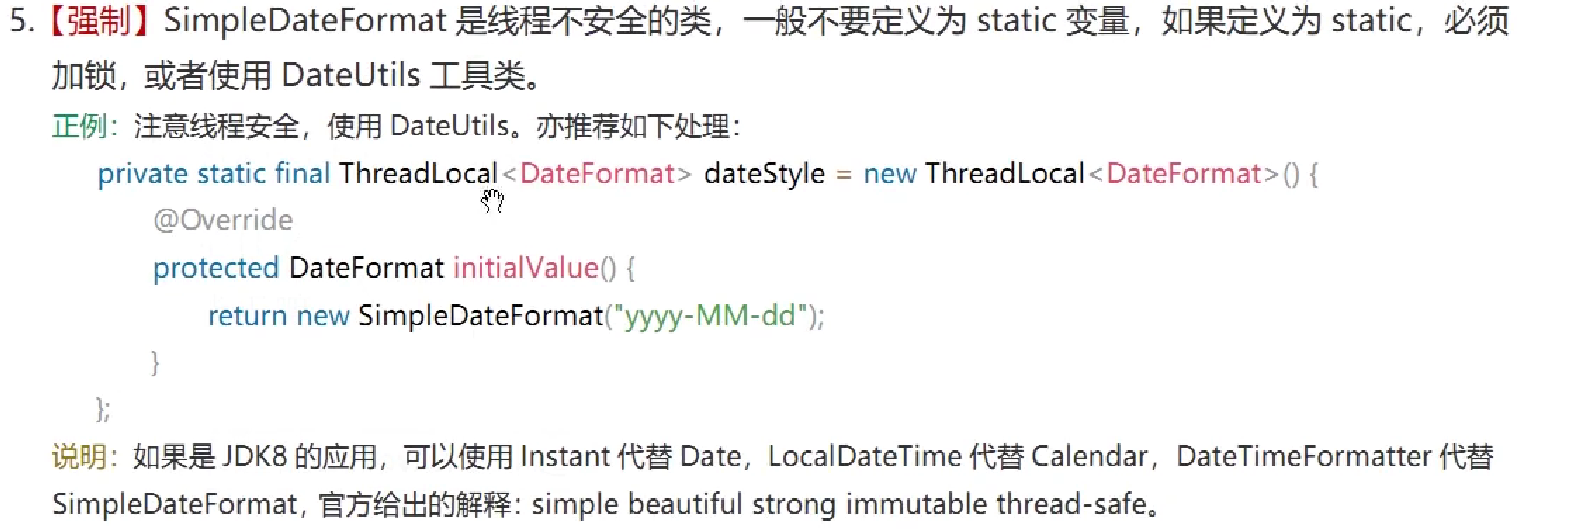 5.【强制】SimpleDateFormat 是线程不安全的类，一般不要定义为 static 变量，如果定义为 static，必须
加锁，或者使用 DateUtils 工具类。
正例：注意线程安全，使用 DateUtils。亦推荐如下处理：
private static final ThreadLocal<DateFormat> dateStyle = new ThreadLocal<DateFormat>() {
@Override
protected DateFormat initialValue() {
return new SimpleDateFormat("yyyy-MM-dd");
}
};
说明：如果是 JDK8 的应用，可以使用 Instant 代替 Date，LocalDateTime 代替 Calendar，DateTimeFormatter 代替
SimpleDateFormat, 官方给出的解释：simple beautiful strong immutable thread-safe。